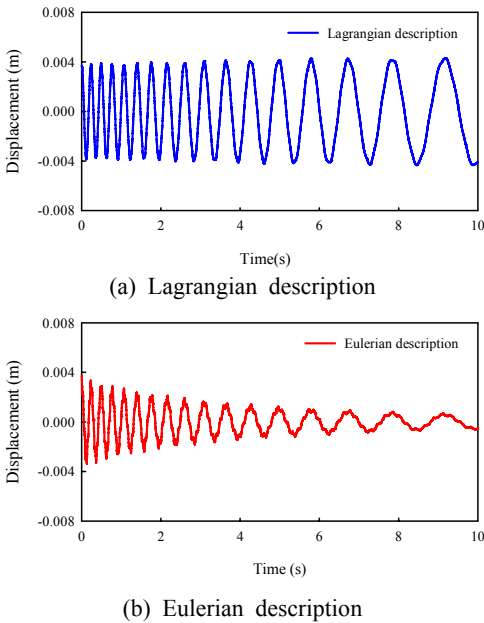 0.008
Lagrangian description
0.004
0.000
-0.004
-0.008
Displacement (m)
0 2 4 6 8 10
Time(s)
(a) Lagrangian description
0.008
Eulerian description
0.004
0.000
-0.004
-0.008
Displacement (m)
0 2 4 6 8 10
Time (s)
(b) Eulerian description